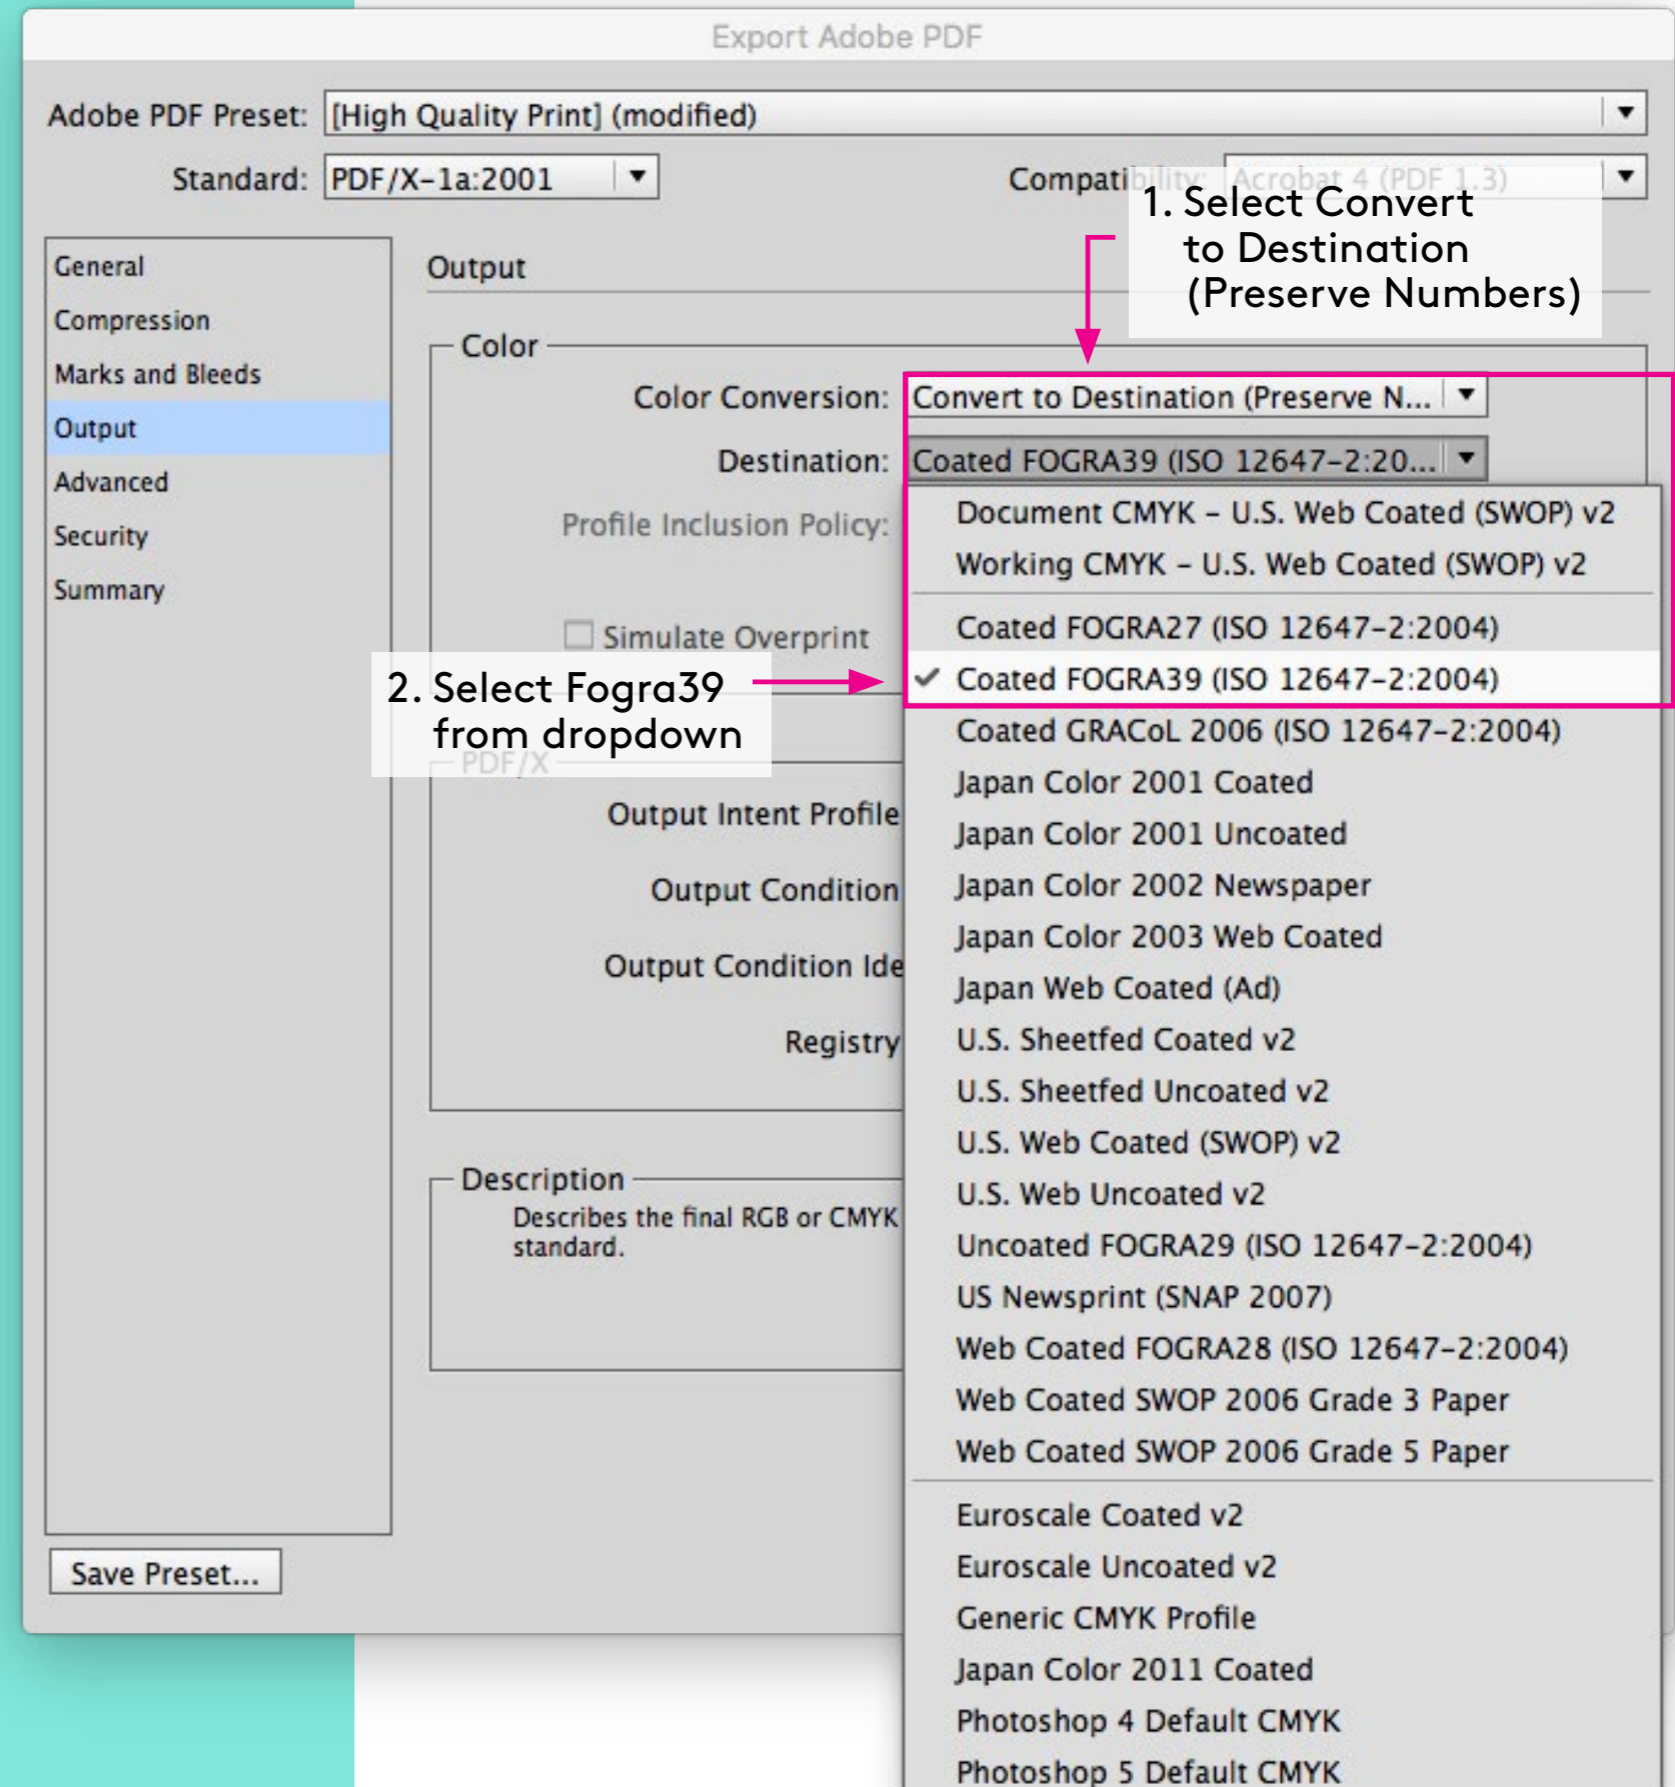 Export Adobe PDF
Adobe PDF Preset: [High Quality Print] (modified)
Standard: PDF/X-1a:2001
Compatibility: Acrobat 4 (PDF 1.3)
1. Select Convert
to Destination
(Preserve Numbers)
General
Compression
Marks and Bleeds
Output
Advanced
Security
Summary
Output
Color
Color Conversion: Convert to Destination (Preserve N...
Destination: Coated FOGRA39 (ISO 12647-2:20...
Profile Inclusion Policy:
Simulate Overprint
2. Select Fogra39
from dropdown
Document CMYK - U.S. Web Coated (SWOP) v2
Working CMYK - U.S. Web Coated (SWOP) v2
Coated FOGRA27 (ISO 12647-2:2004)
Coated FOGRA39 (ISO 12647-2:2004)
Coated GRACoL 2006 (ISO 12647-2:2004)
Japan Color 2001 Coated
Japan Color 2001 Uncoated
Japan Color 2002 Newspaper
Japan Color 2003 Web Coated
Japan Web Coated (Ad)
U.S. Sheetfed Coated v2
U.S. Sheetfed Uncoated v2
U.S. Web Coated (SWOP) v2
U.S. Web Uncoated v2
Uncoated FOGRA29 (ISO 12647-2:2004)
US Newsprint (SNAP 2007)
Web Coated FOGRA28 (ISO 12647-2:2004)
Web Coated SWOP 2006 Grade 3 Paper
Web Coated SWOP 2006 Grade 5 Paper
Euroscale Coated v2
Euroscale Uncoated v2
Generic CMYK Profile
Japan Color 2011 Coated
Photoshop 4 Default CMYK
Photoshop 5 Default CMYK
PDF/X
Output Intent Profile
Output Condition
Output Condition Ide
Registry
Description
Describes the final RGB or CMYK
standard.
Save Preset...